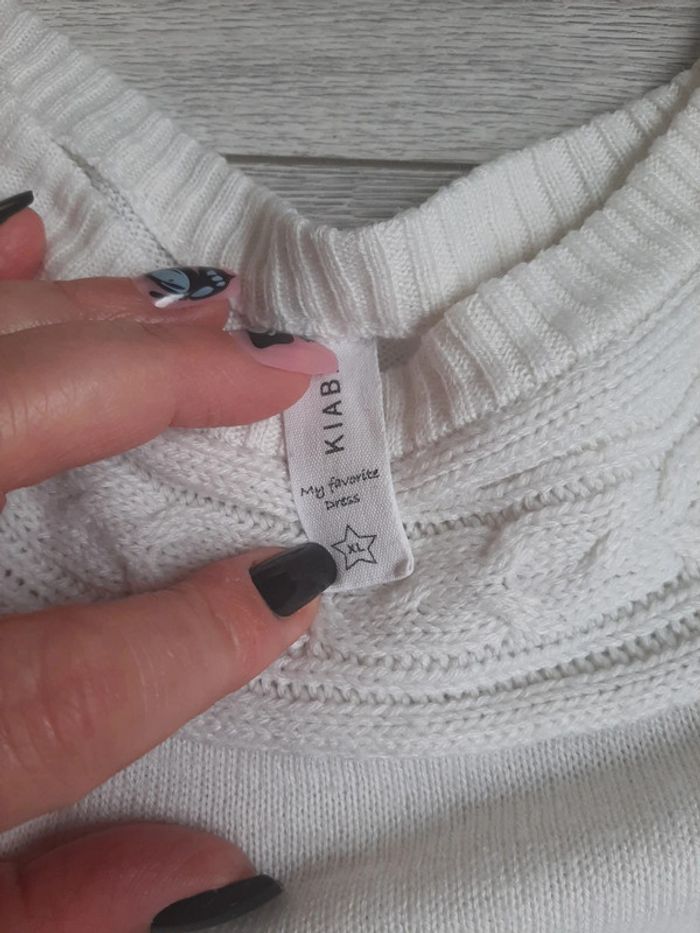 KIAB
My favorite
Dress
XL